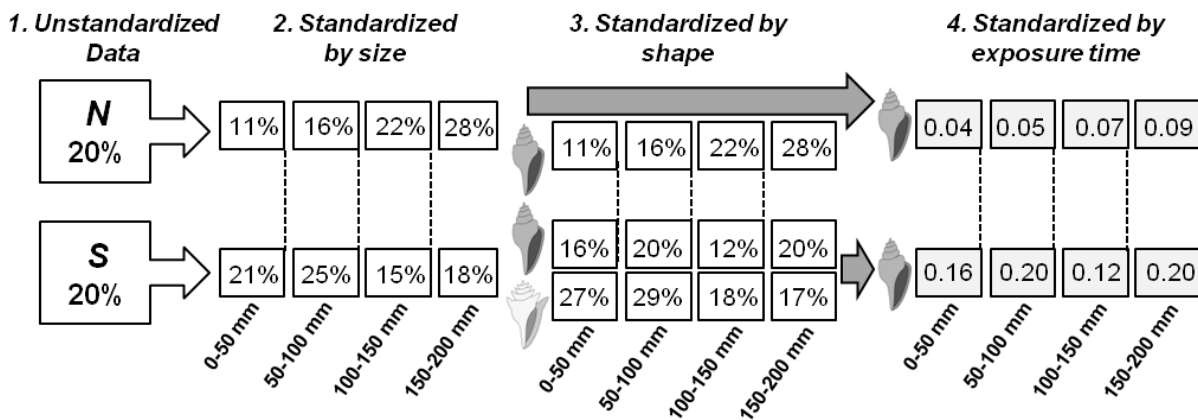 1. Unstandardized Data
2. Standardized by size
3. Standardized by shape
4. Standardized by exposure time
N
20%
11% 16% 22% 28%
11% 16% 22% 28%
0.04 0.05 0.07 0.09
S
20%
21% 25% 15% 18%
16% 20% 12% 20%
27% 29% 18% 17%
0.16 0.20 0.12 0.20
0-50 mm 50-100 mm 100-150 mm 150-200 mm
0-50 mm 50-100 mm 100-150 mm 150-200 mm
0-50 mm 50-100 mm 100-150 mm 150-200 mm